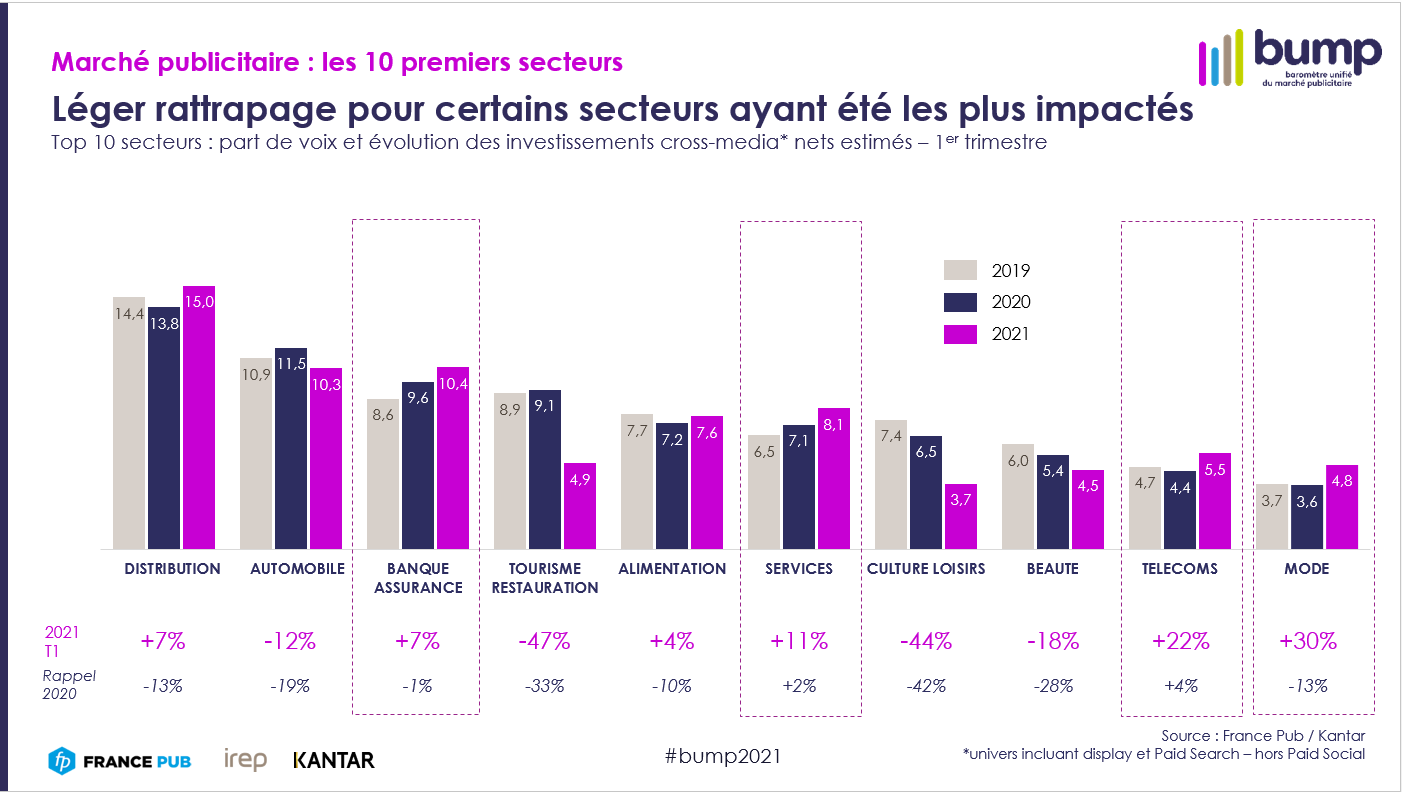 Marché publicitaire : les 10 premiers secteurs
bump
baromètre unifié
du marché publicitaire
Léger rattrapage pour certains secteurs ayant été les plus impactés
Top 10 secteurs : part de voix et évolution des investissements cross-media* nets estimés – 1er trimestre
2019
2020
2021
14,4 13,8 15,0
10,9 11,5 10,3
8,6 9,6 10,4
8,9 9,1 4,9
7,7 7,2 7,6
6,5 7,1 8,1
7,4 6,5 3,7
6,0 5,4 4,5
4,7 4,4 5,5
3,7 3,6 4,8
DISTRIBUTION
AUTOMOBILE
BANQUE
ASSURANCE
TOURISME
RESTAURATION
ALIMENTATION
SERVICES
CULTURE LOISIRS
BEAUTE
TELECOMS
MODE
2021
T1
+7% -12% +7% -47% +4% +11% -44% -18% +22% +30%
Rappel
2020
-13% -19% -1% -33% -10% +2% -42% -28% +4% -13%
fp FRANCE PUB
irep
KANTAR
#bump2021
Source : France Pub / Kantar
*univers incluant display et Paid Search – hors Paid Social